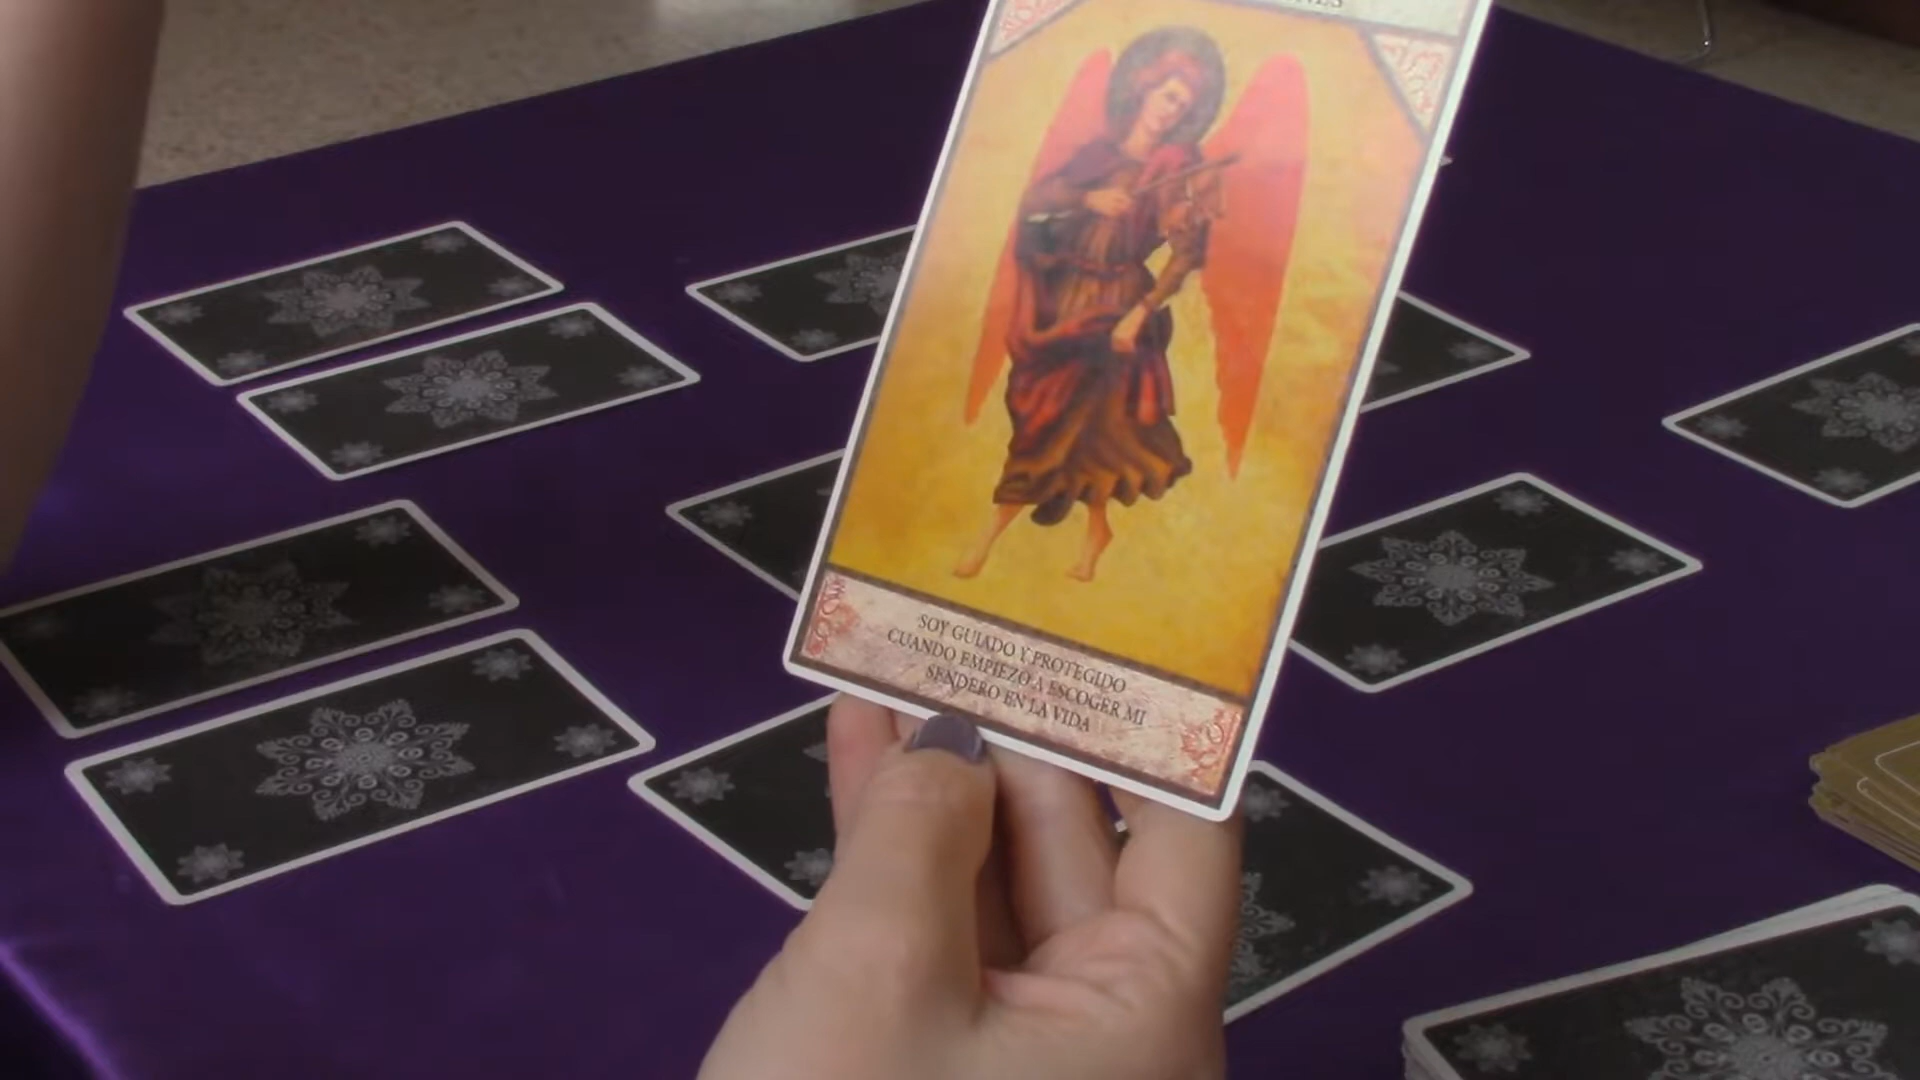 SOY GUIADO Y PROTEGIDO
CUANDO EMPIEZO A ESCOGER MI
SENDERO EN LA VIDA